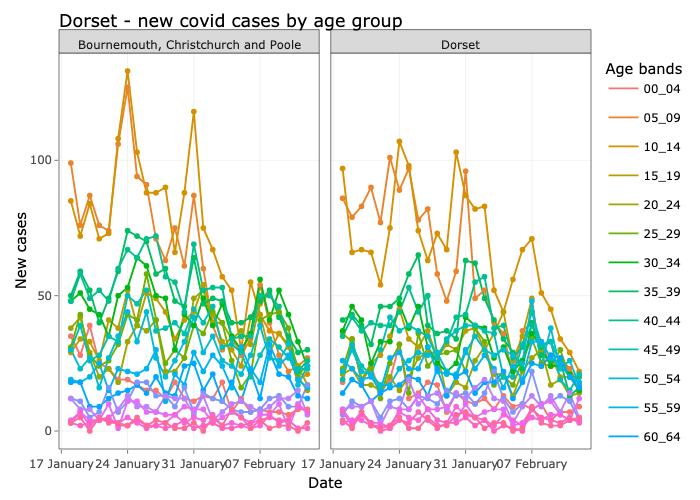 Dorset - new covid cases by age group
Bournemouth, Christchurch and Poole
Dorset
Age bands
00_04
05_09
10_14
15_19
20_24
25_29
30_34
35_39
40_44
45_49
50_54
55_59
60_64
New cases
100
50
0
17 January 24 January 31 January 07 February 17 January 24 January 31 January 07 February
Date